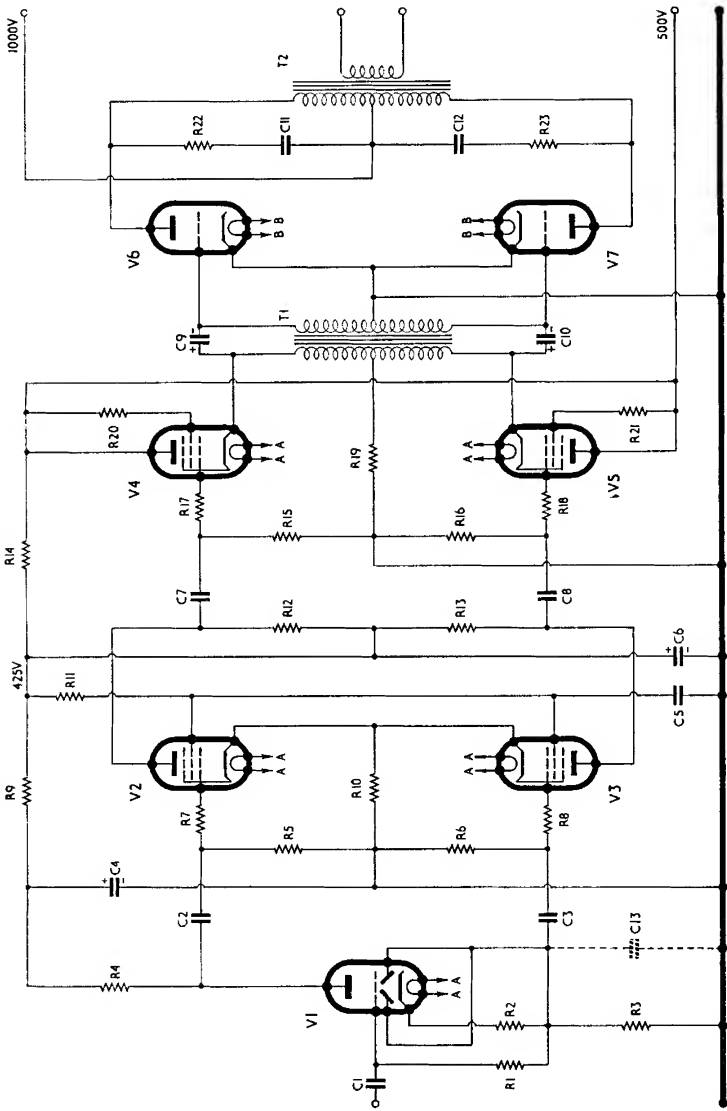 1000V
500V
T2
R22
C11
C12
R23
V6
B
B
B
B
V7
C9
+
-
T1
C10
+
-
R20
V4
A
A
R19
A
A
R21
V5
R14
R17
R15
R16
R18
C7
R12
R13
C8
425V
R11
+
C6
-
C5
R9
V2
A
A
R10
A
A
V3
R7
R5
R6
R8
C4
+
-
C2
C3
R4
V1
A
A
C13
R2
R3
C1
R1